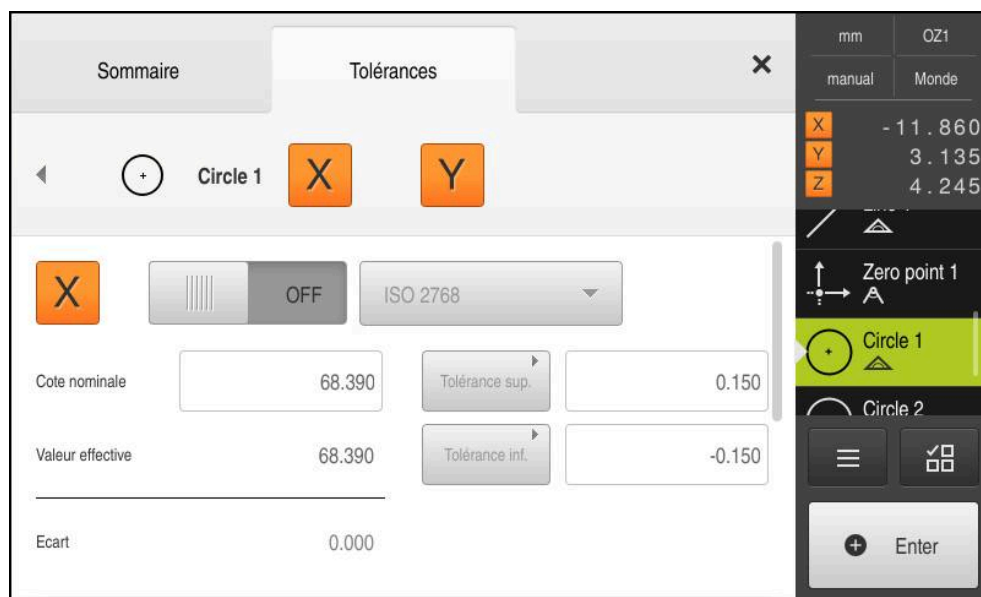 Sommaire
Tolérances
mm
OZ1
manual
Monde
X -11.860
Y 3.135
Z 4.245
Circle 1
X
Y
X
OFF
ISO 2768
Zero point 1
Circle 1
Circle 2
Cote nominale
68.390
Tolérance sup.
0.150
Valeur effective
68.390
Tolérance inf.
-0.150
Ecart
0.000
Enter